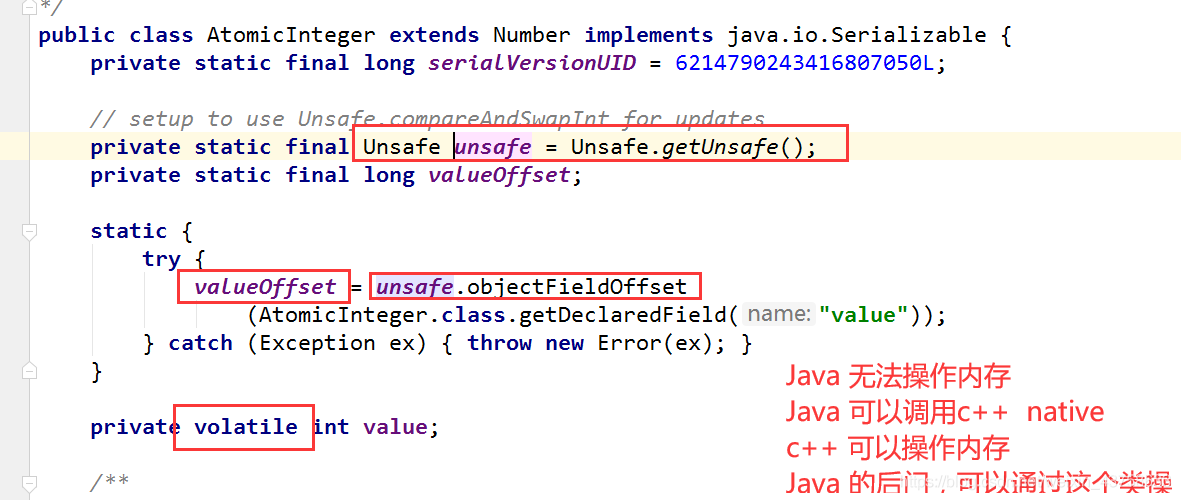 */
public class AtomicInteger extends Number implements java.io.Serializable {
private static final long serialVersionUID = 6214790243416807050L;
// setup to use Unsafe.compareAndSwapInt for updates
private static final Unsafe unsafe = Unsafe.getUnsafe();
private static final long valueOffset;
static {
try {
valueOffset = unsafe.objectFieldOffset
(AtomicInteger.class.getDeclaredField( name: "value"));
} catch (Exception ex) { throw new Error(ex); }
}
Java 无法操作内存
Java 可以调用c++ native
private volatile int value;
c++ 可以操作内存
/**
Java 的后门，可以通过这个类操